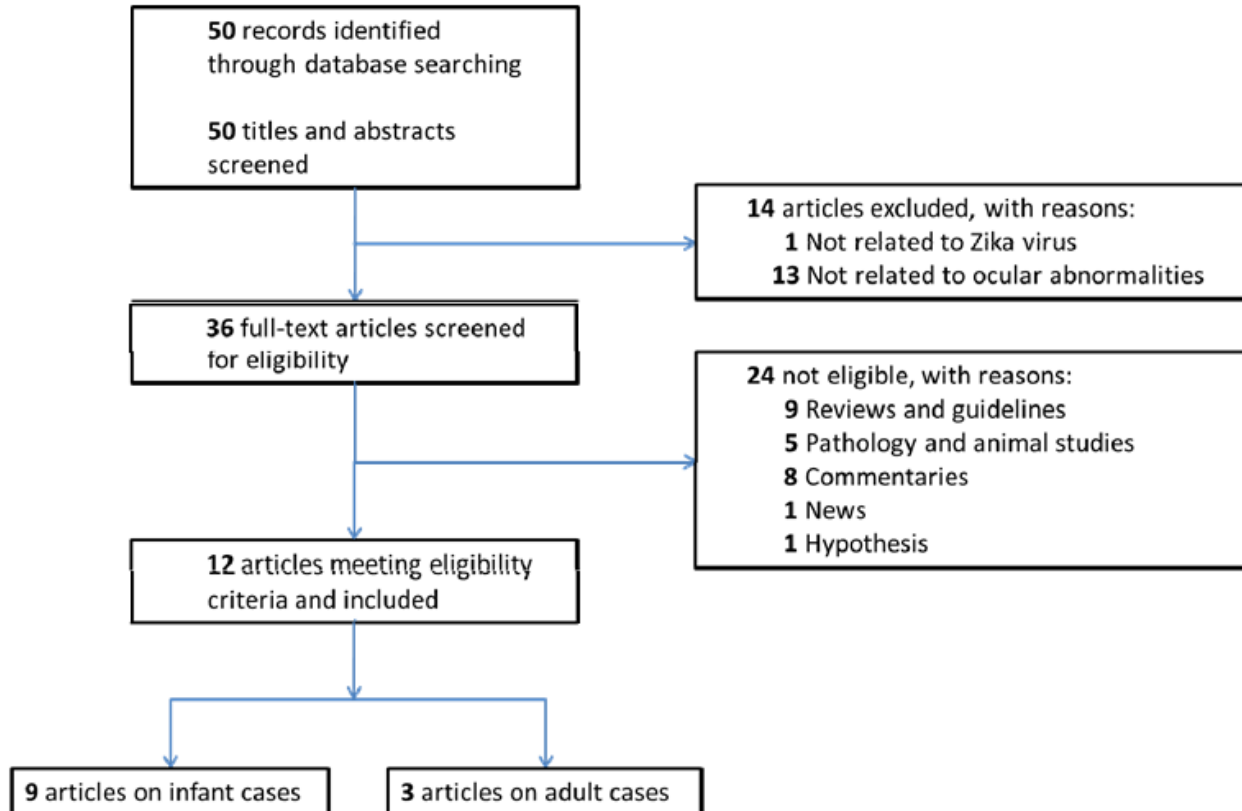 50 records identified
through database searching
50 titles and abstracts
screened
14 articles excluded, with reasons:
1 Not related to Zika virus
13 Not related to ocular abnormalities
36 full-text articles screened
for eligibility
24 not eligible, with reasons:
9 Reviews and guidelines
5 Pathology and animal studies
8 Commentaries
1 News
1 Hypothesis
12 articles meeting eligibility
criteria and included
9 articles on infant cases
3 articles on adult cases